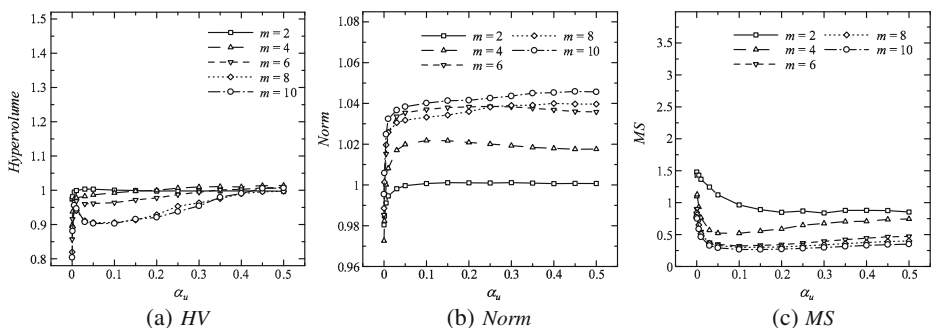 1.5
1.4
1.3
1.2
1.1
1
0.9
0.8
Hypervolume
m = 2
m = 4
m = 6
m = 8
m = 10
0 0.1 0.2 0.3 0.4 0.5
αu
(a) HV
1.08
1.06
1.04
1.02
1.00
0.98
0.96
Norm
m = 2 m = 8
m = 4 m = 10
m = 6
0 0.1 0.2 0.3 0.4 0.5
αu
(b) Norm
4
3.5
3
2.5
2
1.5
1
0.5
0
MS
m = 2 m = 8
m = 4 m = 10
m = 6
0 0.1 0.2 0.3 0.4 0.5
αu
(c) MS